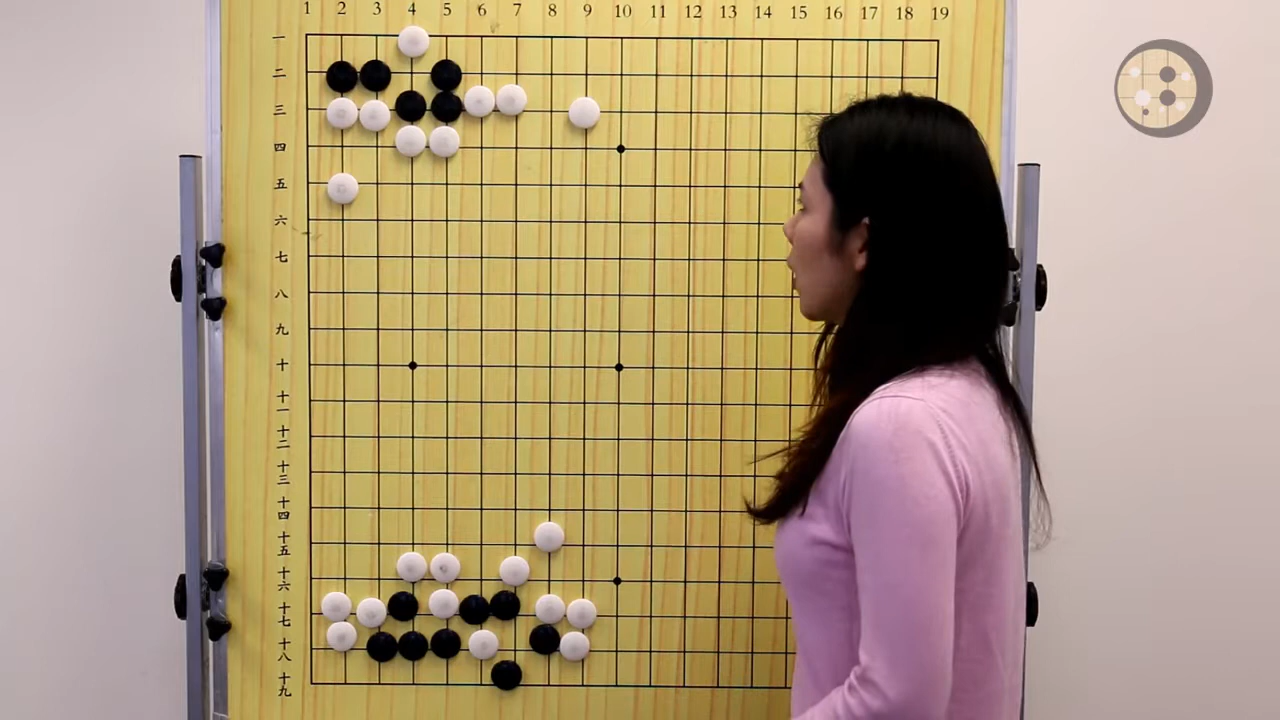 1 2 3 4 5 6 7 8 9 10 11 12 13 14 15 16 17 18 19
一
二
三
四
五
六
七
八
九
十
十一
十二
十三
十四
十五
十六
十七
十八
十九